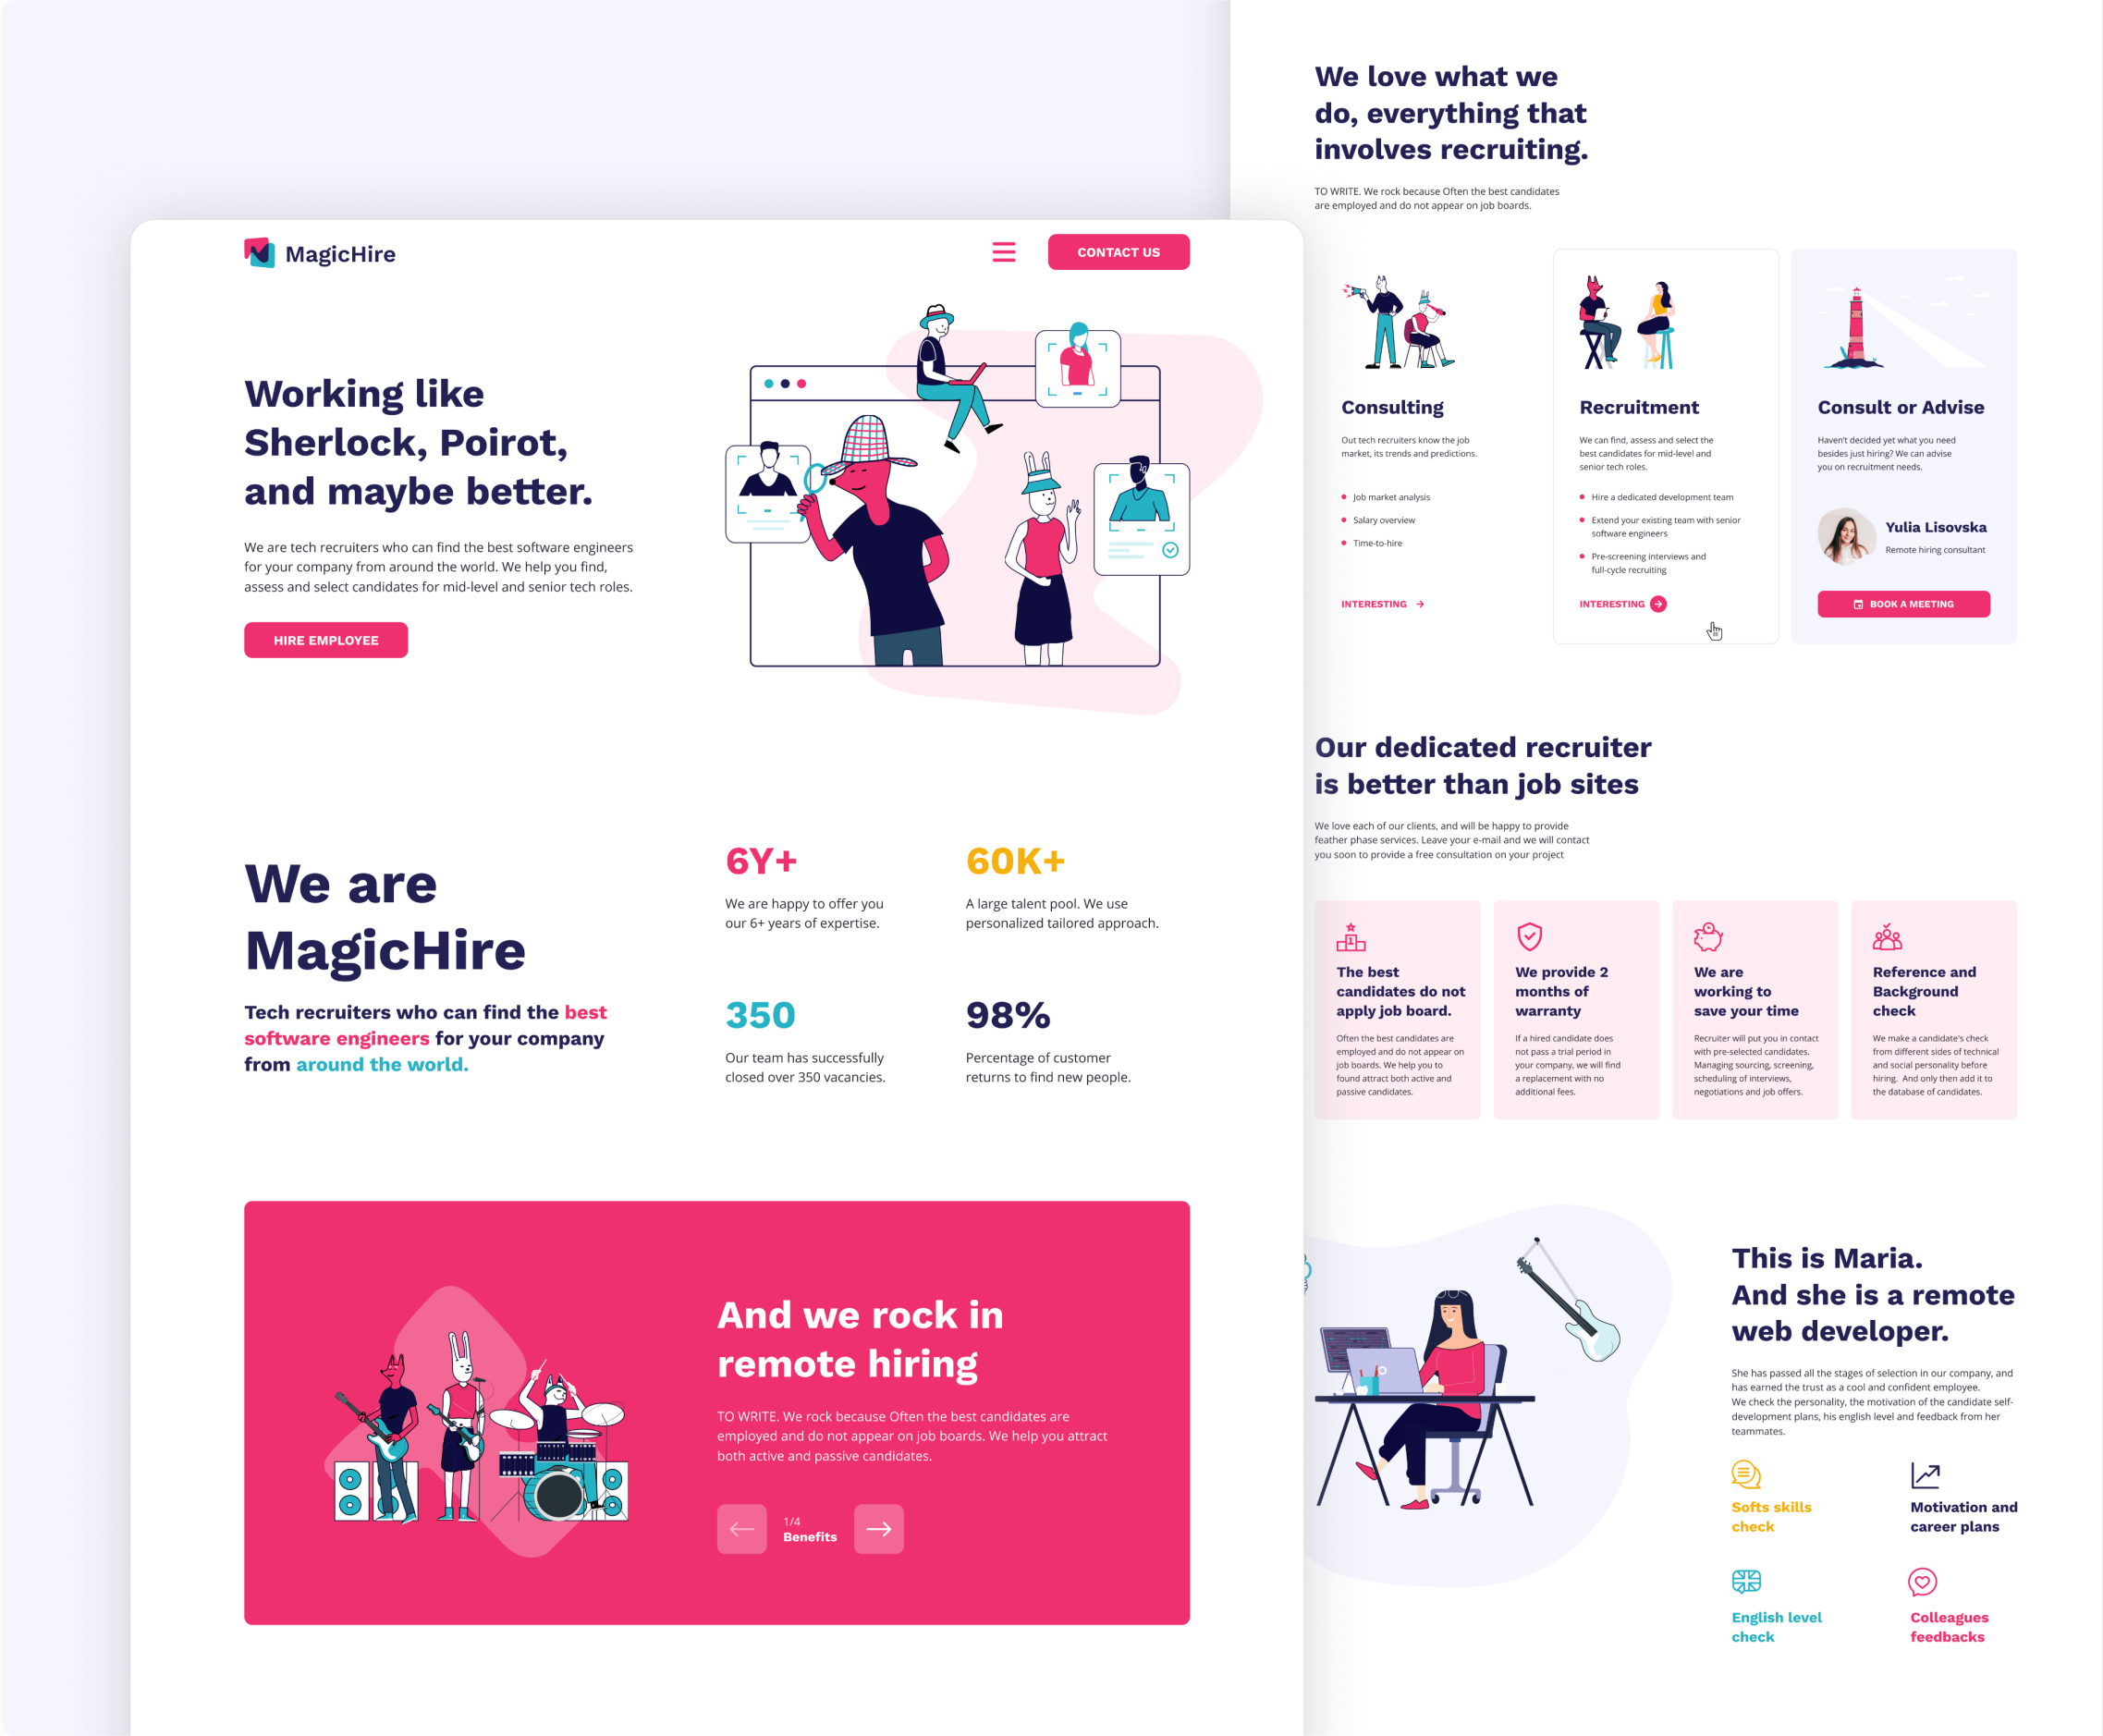 MagicHire
CONTACT US
Working like
Sherlock, Poirot,
and maybe better.
We are tech recruiters who can find the best software engineers
for your company from around the world. We help you find,
assess and select candidates for mid-level and senior tech roles.
HIRE EMPLOYEE
We are
MagicHire
Tech recruiters who can find the best
software engineers for your company
from around the world.
6Y+
We are happy to offer you
our 6+ years of expertise.
60K+
A large talent pool. We use
personalized tailored approach.
350
Our team has successfully
closed over 350 vacancies.
98%
Percentage of customer
returns to find new people.
And we rock in
remote hiring
TO WRITE. We rock because Often the best candidates are
employed and do not appear on job boards. We help you attract
both active and passive candidates.
1/4
Benefits
We love what we
do, everything that
involves recruiting.
TO WRITE. We rock because Often the best candidates
are employed and do not appear on job boards.
Consulting
Out tech recruiters know the job
market, its trends and predictions.
Job market analysis
Salary overview
Time-to-hire
INTERESTING
Recruitment
We can find, assess and select the
best candidates for mid-level and
senior tech roles.
Hire a dedicated development team
Extend your existing team with senior
software engineers
Pre-screening interviews and
full-cycle recruiting
INTERESTING
Consult or Advise
Haven't decided yet what you need
besides just hiring? We can advise
you on recruitment needs.
Yulia Lisovska
Remote hiring consultant
BOOK A MEETING
Our dedicated recruiter
is better than job sites
We love each of our clients, and will be happy to provide
feather phase services. Leave your e-mail and we will contact
you soon to provide a free consultation on your project
1
The best
candidates do not
apply job board.
Often the best candidates are
employed and do not appear on
job boards. We help you to
found attract both active and
passive candidates.
We provide 2
months of
warranty
If a hired candidate does
not pass a trial period in
your company, we will find
a replacement with no
additional fees.
We are
working to
save your time
Recruiter will put you in contact
with pre-selected candidates.
Managing sourcing, screening,
scheduling of interviews,
negotiations and job offers.
Reference and
Background
check
We make a candidate's check
from different sides of technical
and social personality before
hiring. And only then add it to
the database of candidates.
This is Maria.
And she is a remote
web developer.
She has passed all the stages of selection in our company, and
has earned the trust as a cool and confident employee.
We check the personality, the motivation of the candidate self-
development plans, his english level and feedback from her
teammates.
Softs skills
check
Motivation and
career plans
English level
check
Colleagues
feedbacks